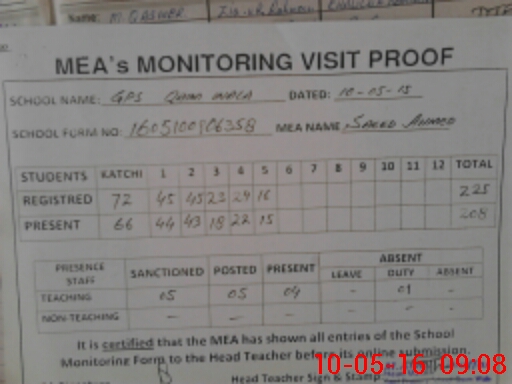 Name: M. QASWER
MEA's MONITORING VISIT PROOF
SCHOOL NAME: GPS WALA DATED: 10-05-15
SCHOOL FORM NO: MEA NAME: SAEED AHMED
STUDENTS KATCHI 1 2 3 4 5 6 7 8 9 10 11 12 TOTAL
REGISTRED 72 45 45 23 24 16 225
PRESENT 66 44 43 18 22 15 208
PRESENCE STAFF SANCTIONED POSTED PRESENT ABSENT
LEAVE DUTY ABSENT
TEACHING 05 05 04 - 01 -
NON-TEACHING - - - - - -
It is certified that the MEA has shown all entries of the School
Monitoring Form to the Head Teacher before its online submission.
Head Teacher Sign & Stamp
10-05-16 09:08